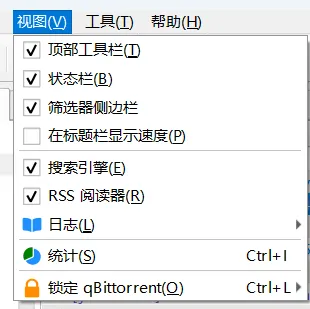 视图(V) 工具(T) 帮助(H)
顶部工具栏(T)
状态栏(B)
筛选器侧边栏
在标题栏显示速度(P)
搜索引擎(E)
RSS 阅读器(R)
日志(L)
统计(S) Ctrl+I
锁定 qBittorrent(O) Ctrl+L